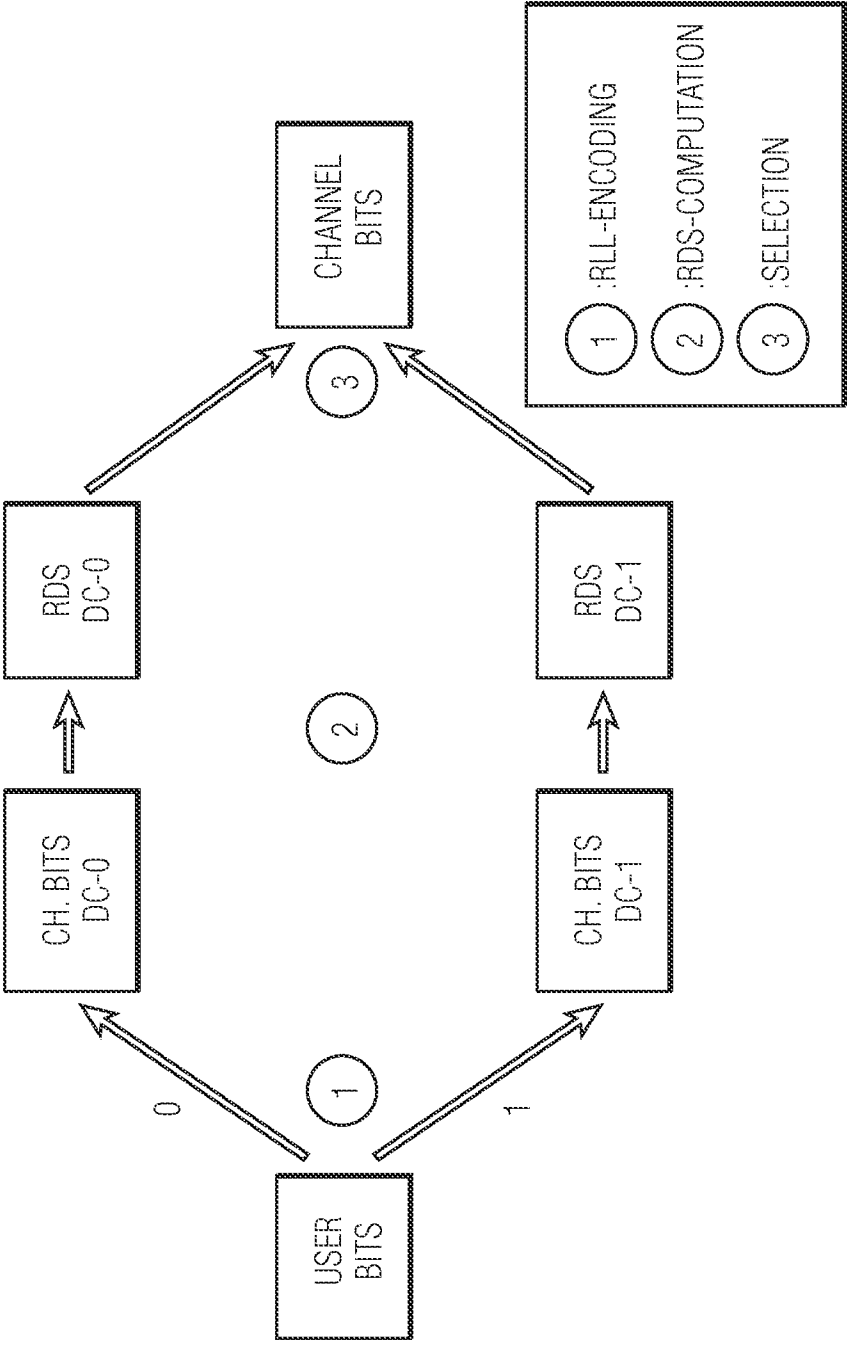 USER
BITS
0
1
1
CH. BITS
DC-0
CH. BITS
DC-1
2
RDS
DC-0
RDS
DC-1
3
CHANNEL
BITS
1 :RLL-ENCODING
2 :RDS-COMPUTATION
3 :SELECTION